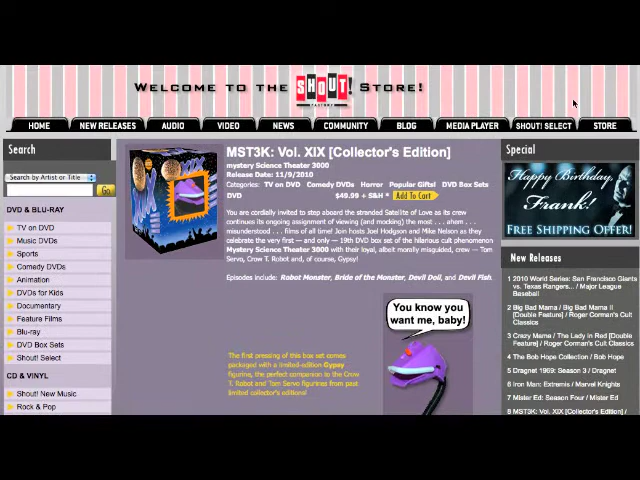 WELCOME TO THE SHOUT! STORE!
FACTORY
HOME
NEW RELEASES
AUDIO
VIDEO
NEWS
COMMUNITY
BLOG
MEDIA PLAYER
SHOUT! SELECT
STORE
Search
Search by Artist or Title
Go
DVD & BLU-RAY
TV on DVD
Music DVDs
Sports
Comedy DVDs
Animation
DVDs for Kids
Documentary
Feature Films
Blu-ray
DVD Box Sets
Shout! Select
CD & VINYL
Shout! New Music
Rock & Pop
XIX
MST3K: Vol. XIX [Collector's Edition]
mystery Science Theater 3000
Release Date: 11/9/2010
Categories: TV on DVD Comedy DVDs Horror Popular Gifts! DVD Box Sets
DVD $49.99 + S&H * Add To Cart
You are cordially invited to step aboard the stranded Satellite of Love as its crew
continues its ongoing assignment of viewing (and mocking) the most . . . ahem . . .
misunderstood . . . films of all time! Join hosts Joel Hodgson and Mike Nelson as they
celebrate the very first — and only — 19th DVD box set of the hilarious cult phenomenon
Mystery Science Theater 3000 with their loyal, albeit morally misguided, crew — Tom
Servo, Crow T. Robot and, of course, Gypsy!
Episodes include: Robot Monster, Bride of the Monster, Devil Doll, and Devil Fish.
You know you
want me, baby!
The first pressing of this box set comes
packaged with a limited-edition Gypsy
figurine, the perfect companion to the Crow
T. Robot and Tom Servo figurines from past
limited collector's editions!
Special
Happy Birthday,
Frank!
FREE SHIPPING OFFER!
New Releases
1 2010 World Series: San Francisco Giants
vs. Texas Rangers... / Major League
Baseball
2 Big Bad Mama / Big Bad Mama II
[Double Feature] / Roger Corman's Cult
Classics
3 Crazy Mama / The Lady In Red [Double
Feature] / Roger Corman's Cult Classics
4 The Bob Hope Collection / Bob Hope
5 Dragnet 1969: Season 3 / Dragnet
6 Iron Man: Extremis / Marvel Knights
7 Mister Ed: Season Four / Mister Ed
8 MST3K: Vol. XIX [Collector's Edition] /